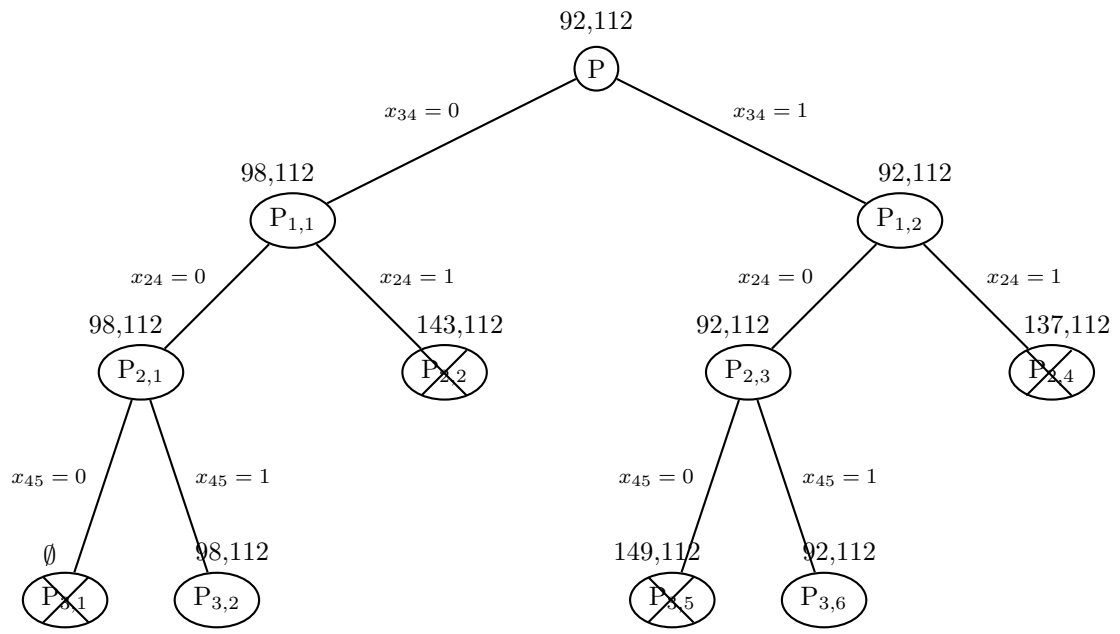 92,112
P
x₃₄ = 0
x₃₄ = 1
98,112
92,112
P₁,₁
P₁,₂
x₂₄ = 0
x₂₄ = 1
x₂₄ = 0
x₂₄ = 1
98,112
143,112
92,112
137,112
P₂,₁
P₂,₂
P₂,₃
P₂,₄
x₄₅ = 0
x₄₅ = 1
x₄₅ = 0
x₄₅ = 1
∅
98,112
149,112
92,112
P₃,₁
P₃,₂
P₃,₅
P₃,₆